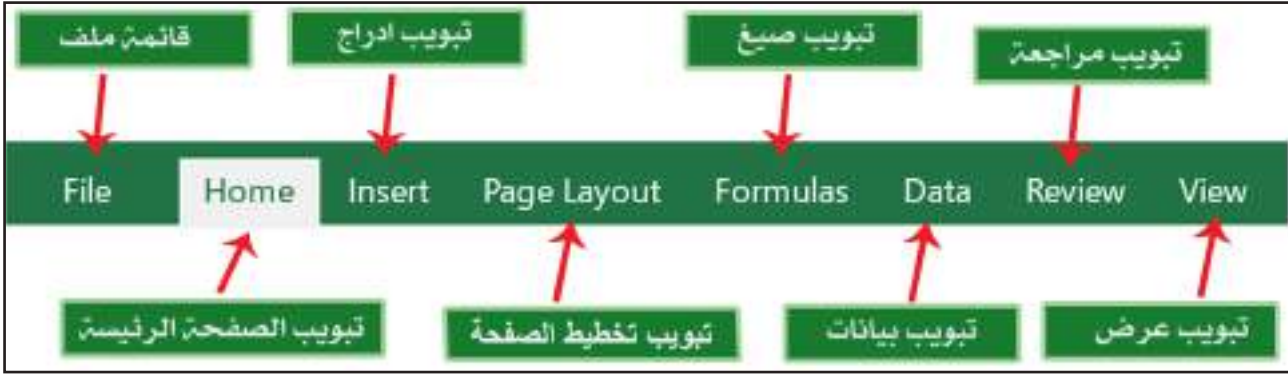 قائمة ملف
تبويب ادراج
تبويب صيغ
تبويب مراجعة
File Home Insert Page Layout Formulas Data Review View
تبويب الصفحة الرئيسة
تبويب تخطيط الصفحة
تبويب بيانات
تبويب عرض